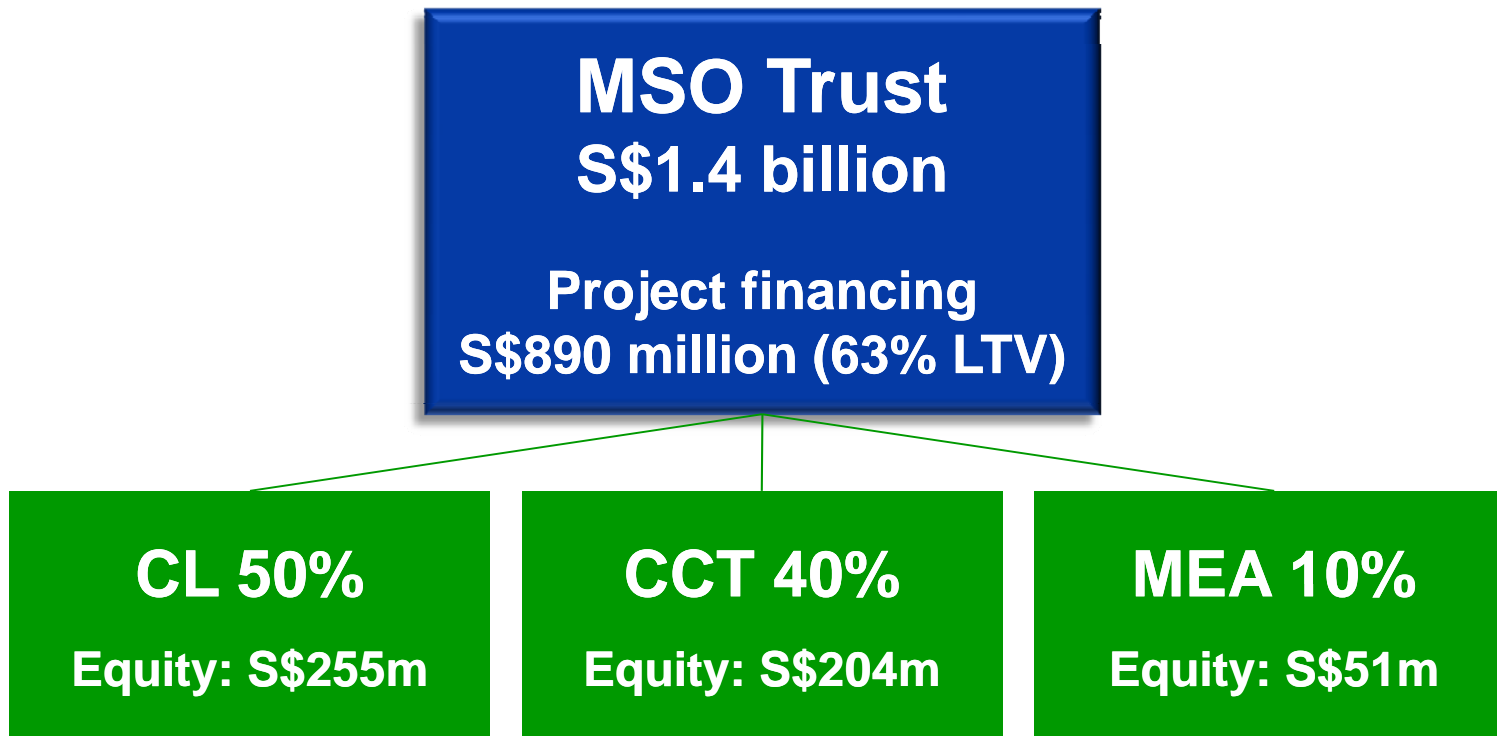 MSO Trust
S$1.4 billion
Project financing
S$890 million (63% LTV)
CL 50%
Equity: S$255m
CCT 40%
Equity: S$204m
MEA 10%
Equity: S$51m